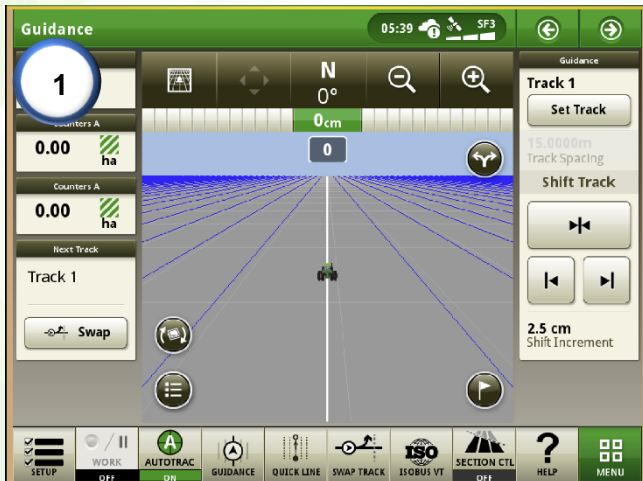 Guidance
05:39
SF3
1
Counters A
0.00
ha
Counters A
0.00
ha
Next Track
Track 1
Swap
N
0°
0cm
0
Guidance
Track 1
Set Track
15.0000m
Track Spacing
Shift Track
2.5 cm
Shift Increment
SETUP
WORK
OFF
A
AUTOTRAC
ON
GUIDANCE
QUICK LINE
SWAP TRACK
ISO
ISOBUS VT
SECTION CTL
OFF
?
HELP
MENU